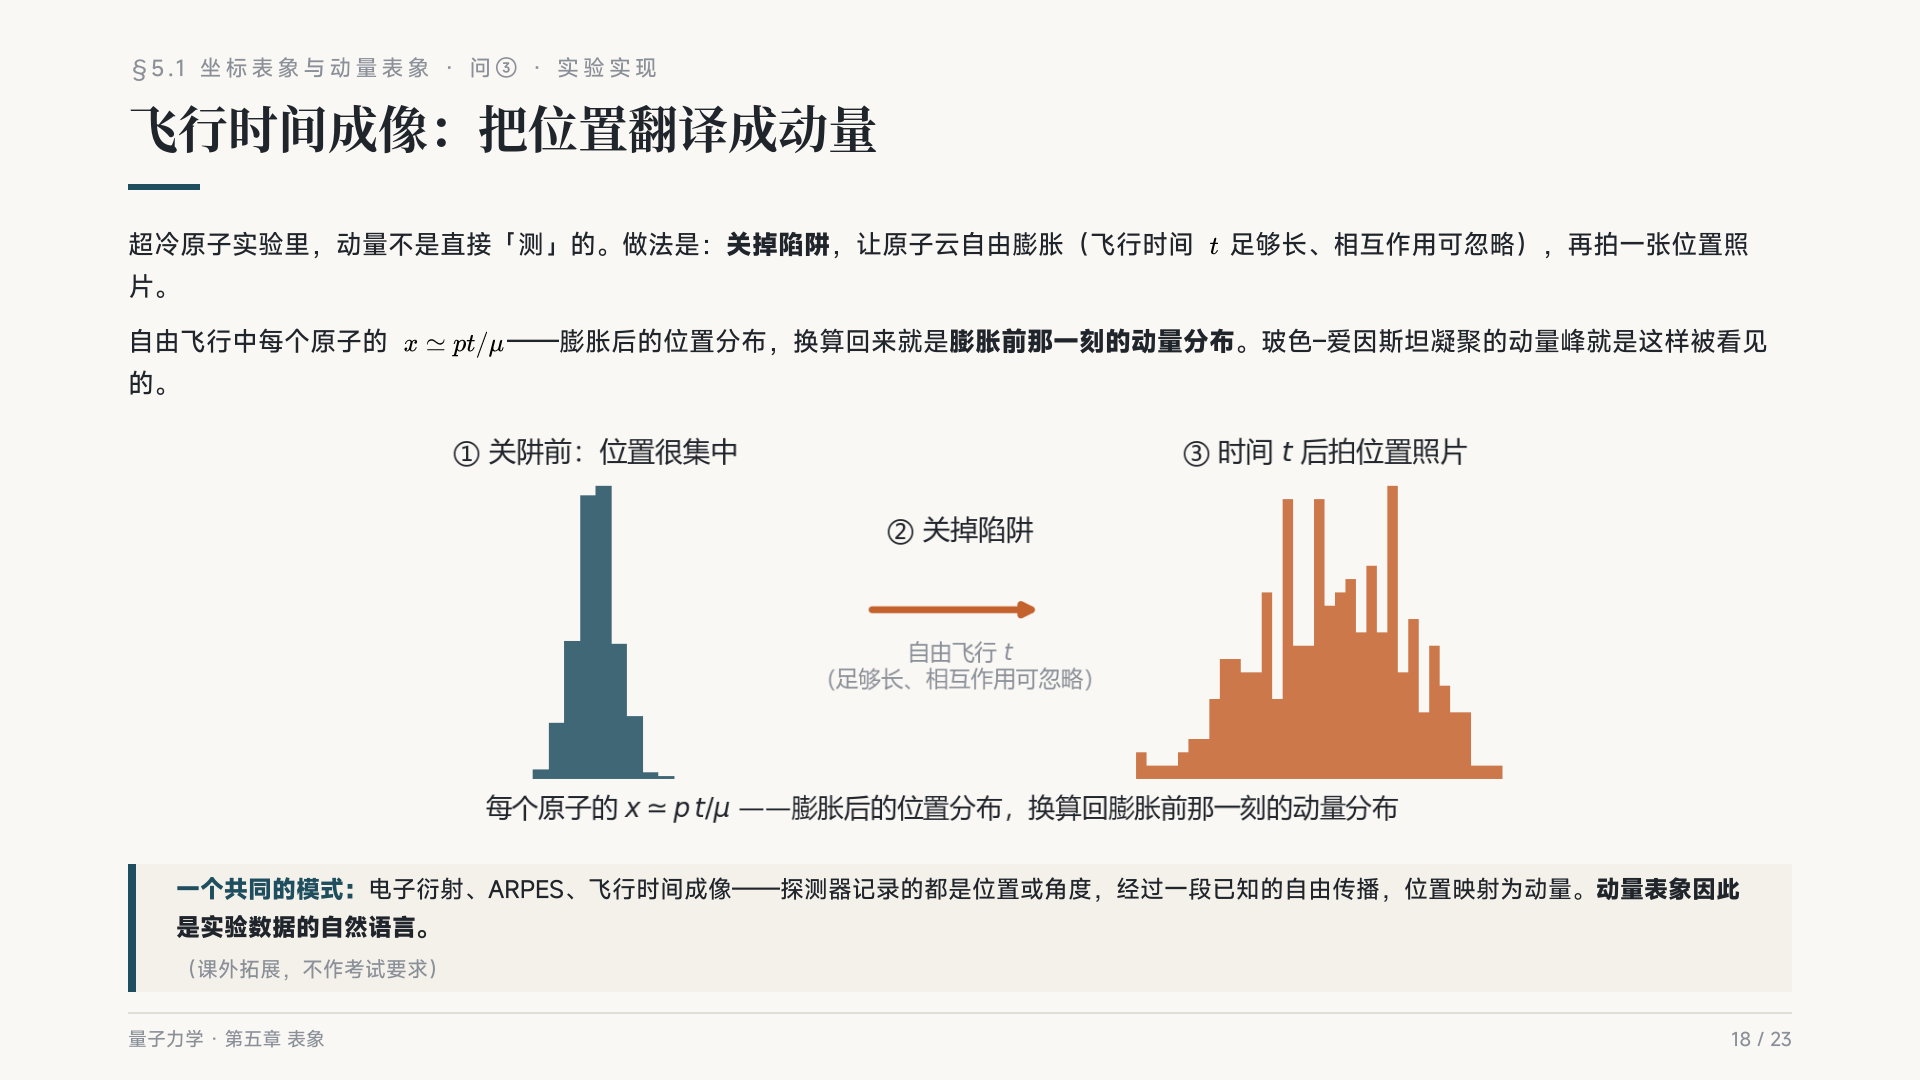 §5.1 坐标表象与动量表象 · 问③ · 实验实现
飞行时间成像：把位置翻译成动量
超冷原子实验里，动量不是直接「测」的。做法是：关掉陷阱，让原子云自由膨胀（飞行时间 t 足够长、相互作用可忽略），再拍一张位置照
片。
自由飞行中每个原子的 x ≃ pt/μ——膨胀后的位置分布，换算回来就是膨胀前那一刻的动量分布。玻色–爱因斯坦凝聚的动量峰就是这样被看见
的。
① 关阱前：位置很集中
② 关掉陷阱
自由飞行 t
(足够长、相互作用可忽略)
③ 时间 t 后拍位置照片
每个原子的 x ≃ p t/μ ——膨胀后的位置分布，换算回膨胀前那一刻的动量分布
一个共同的模式：电子衍射、ARPES、飞行时间成像——探测器记录的都是位置或角度，经过一段已知的自由传播，位置映射为动量。动量表象因此
是实验数据的自然语言。
（课外拓展，不作考试要求）
量子力学 · 第五章 表象
18 / 23